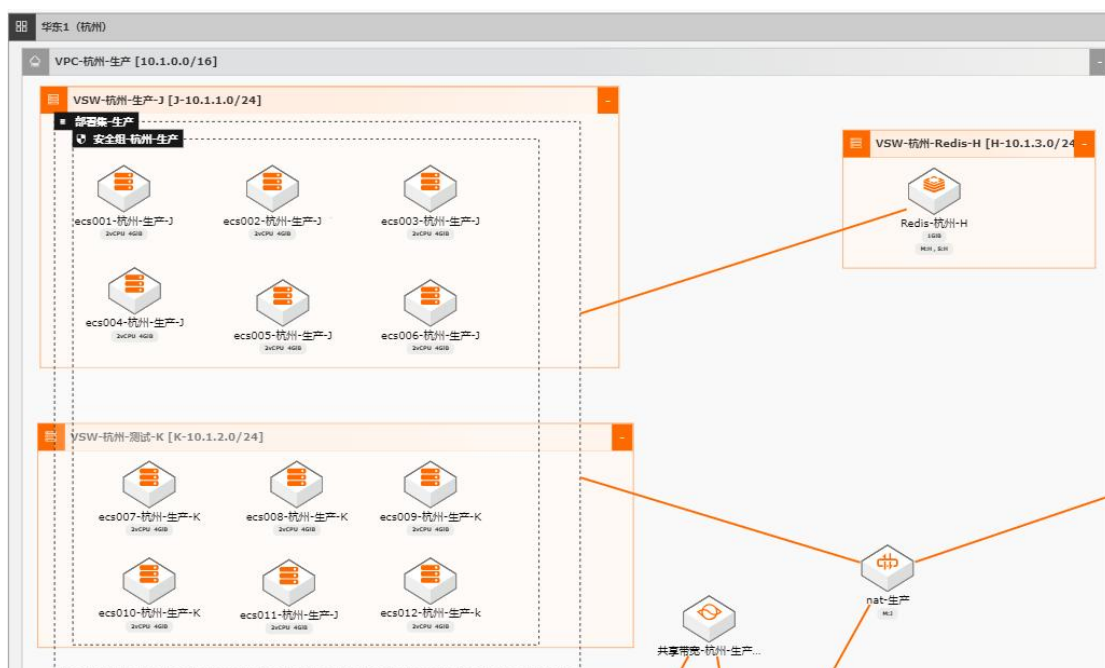 华东1（杭州）
VPC-杭州-生产 [10.1.0.0/16]
VSW-杭州-生产-J [J-10.1.1.0/24]
部署集-生产
安全组-杭州-生产
ecs001-杭州-生产-J
2vCPU 4GiB
ecs002-杭州-生产-J
2vCPU 4GiB
ecs003-杭州-生产-J
2vCPU 4GiB
ecs004-杭州-生产-J
2vCPU 4GiB
ecs005-杭州-生产-J
2vCPU 4GiB
ecs006-杭州-生产-J
2vCPU 4GiB
VSW-杭州-Redis-H [H-10.1.3.0/24
Redis-杭州-H
1GiB
M:H , S:H
VSW-杭州-测试-K [K-10.1.2.0/24]
ecs007-杭州-生产-K
2vCPU 4GiB
ecs008-杭州-生产-K
2vCPU 4GiB
ecs009-杭州-生产-K
2vCPU 4GiB
ecs010-杭州-生产-K
2vCPU 4GiB
ecs011-杭州-生产-J
2vCPU 4GiB
ecs012-杭州-生产-k
2vCPU 4GiB
nat-生产
M:J
共享带宽-杭州-生产...